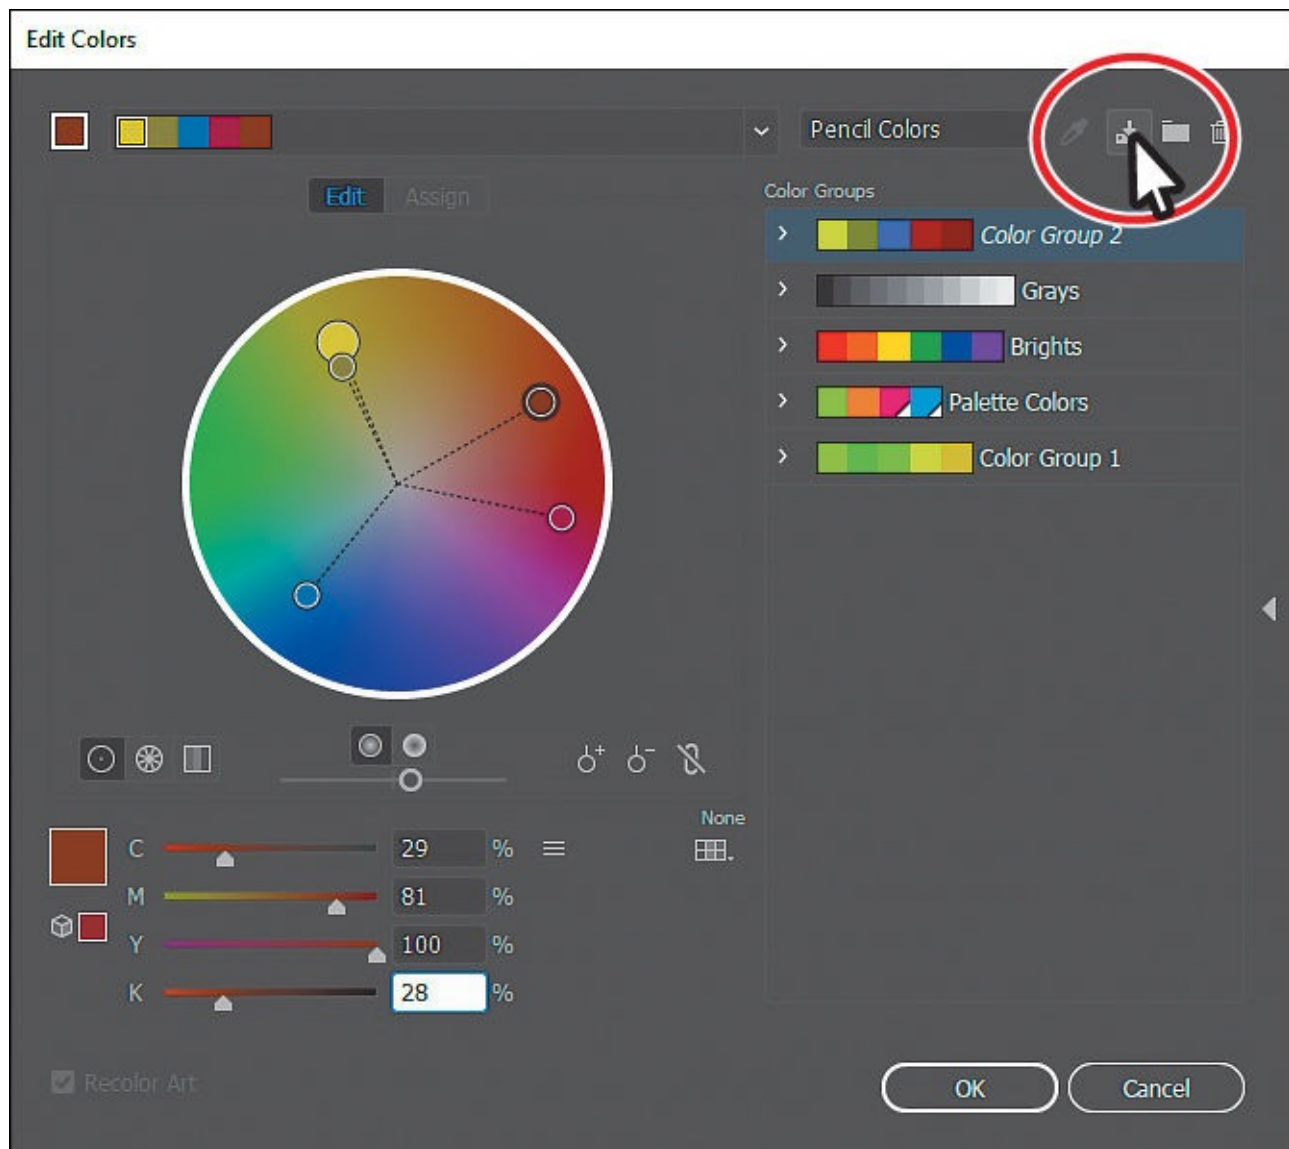 Edit Colors
Pencil Colors
Edit Assign
Color Groups
Color Group 2
Grays
Brights
Palette Colors
Color Group 1
None
C 29 %
M 81 %
Y 100 %
K 28 %
Recolor Art
OK Cancel